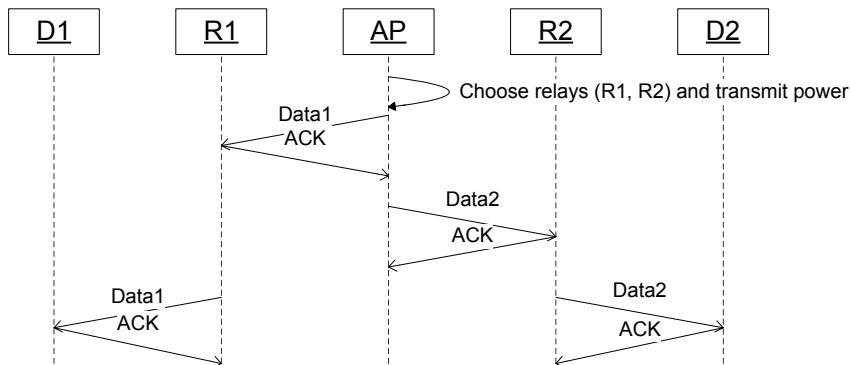 D1 R1 AP R2 D2
Choose relays (R1, R2) and transmit power
Data1
ACK
Data2
ACK
Data1 Data2
ACK ACK